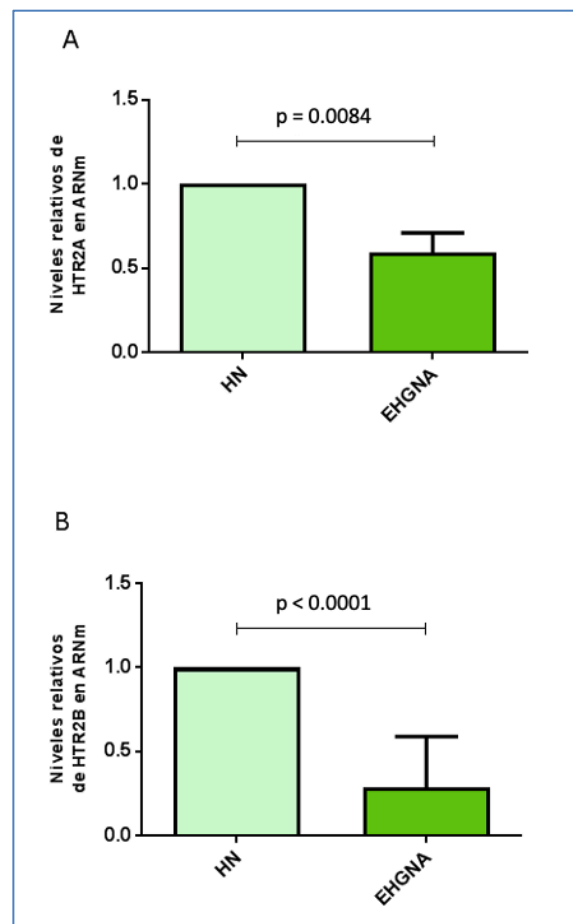 A
1.5
p = 0.0084
1.0
0.5
0.0
Niveles relativos de
HTR2A en ARNm
HN
EHGNA
B
1.5
p < 0.0001
1.0
0.5
0.0
Niveles relativos
de HTR2B en ARNm
HN
EHGNA